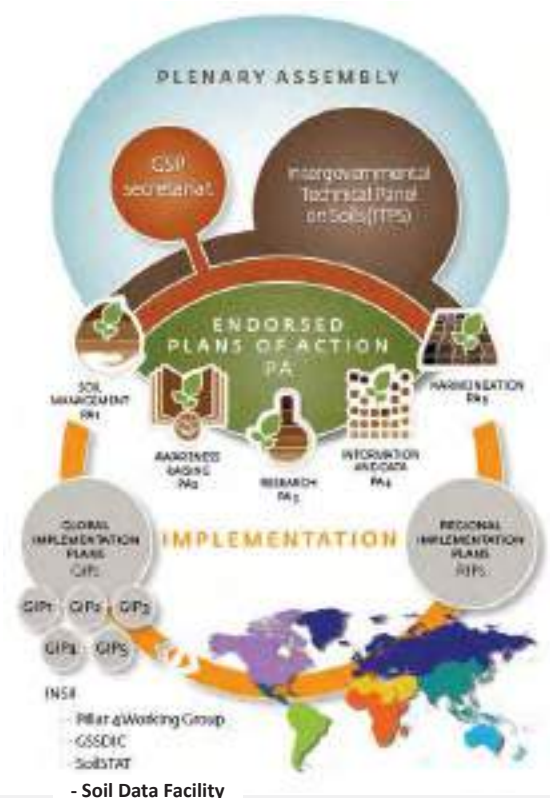 PLENARY ASSEMBLY
GSP
secretariat
Intergovernmental
Technical Panel
on Soils (ITPS)
ENDORSED
PLANS OF ACTION
PA
SOIL
MANAGEMENT
PA1
AWARENESS
RAISING
PA2
RESEARCH
PA3
INFORMATION
AND DATA
PA4
HARMONIZATION
PA5
GLOBAL
IMPLEMENTATION
PLANS
GIPs
IMPLEMENTATION
REGIONAL
IMPLEMENTATION
PLANS
RIPs
GIP1
GIP2
GIP3
GIP4
GIP5
INSII
- Pillar 4 Working Group
- GSSDIC
- SoilSTAT
- Soil Data Facility